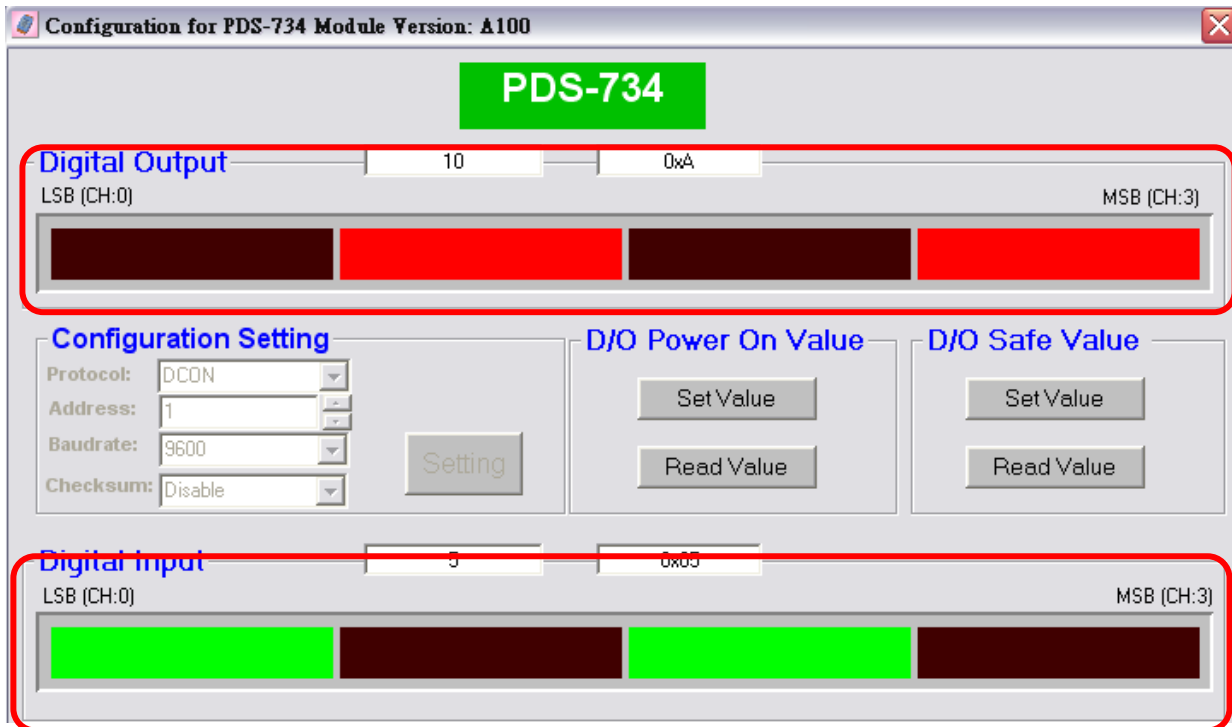 Configuration for PDS-734 Module Version: A100
PDS-734
Digital Output 10 0xA
LSB (CH:0) MSB (CH:3)
Configuration Setting
Protocol: DCON
Address: 1
Baudrate: 9600
Checksum: Disable
Setting
D/O Power On Value
Set Value
Read Value
D/O Safe Value
Set Value
Read Value
Digital Input 5 0x05
LSB (CH:0) MSB (CH:3)